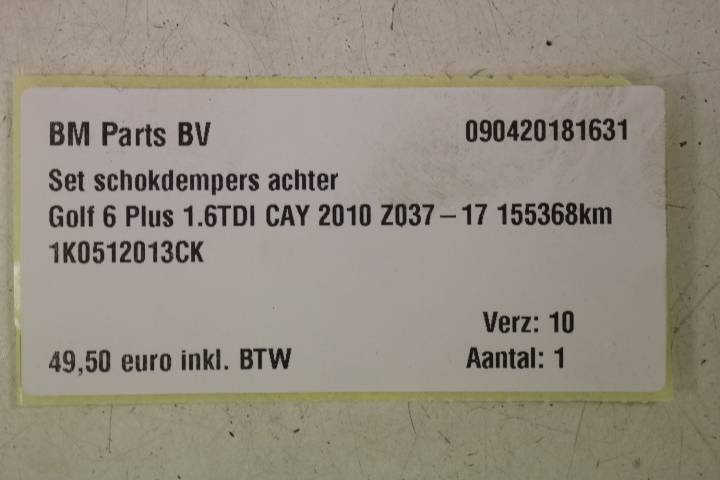 BM Parts BV 090420181631
Set schokdempers achter
Golf 6 Plus 1.6TDI CAY 2010 Z037-17 155368km
1K0512013CK
Verz: 10
49,50 euro inkl. BTW Aantal: 1